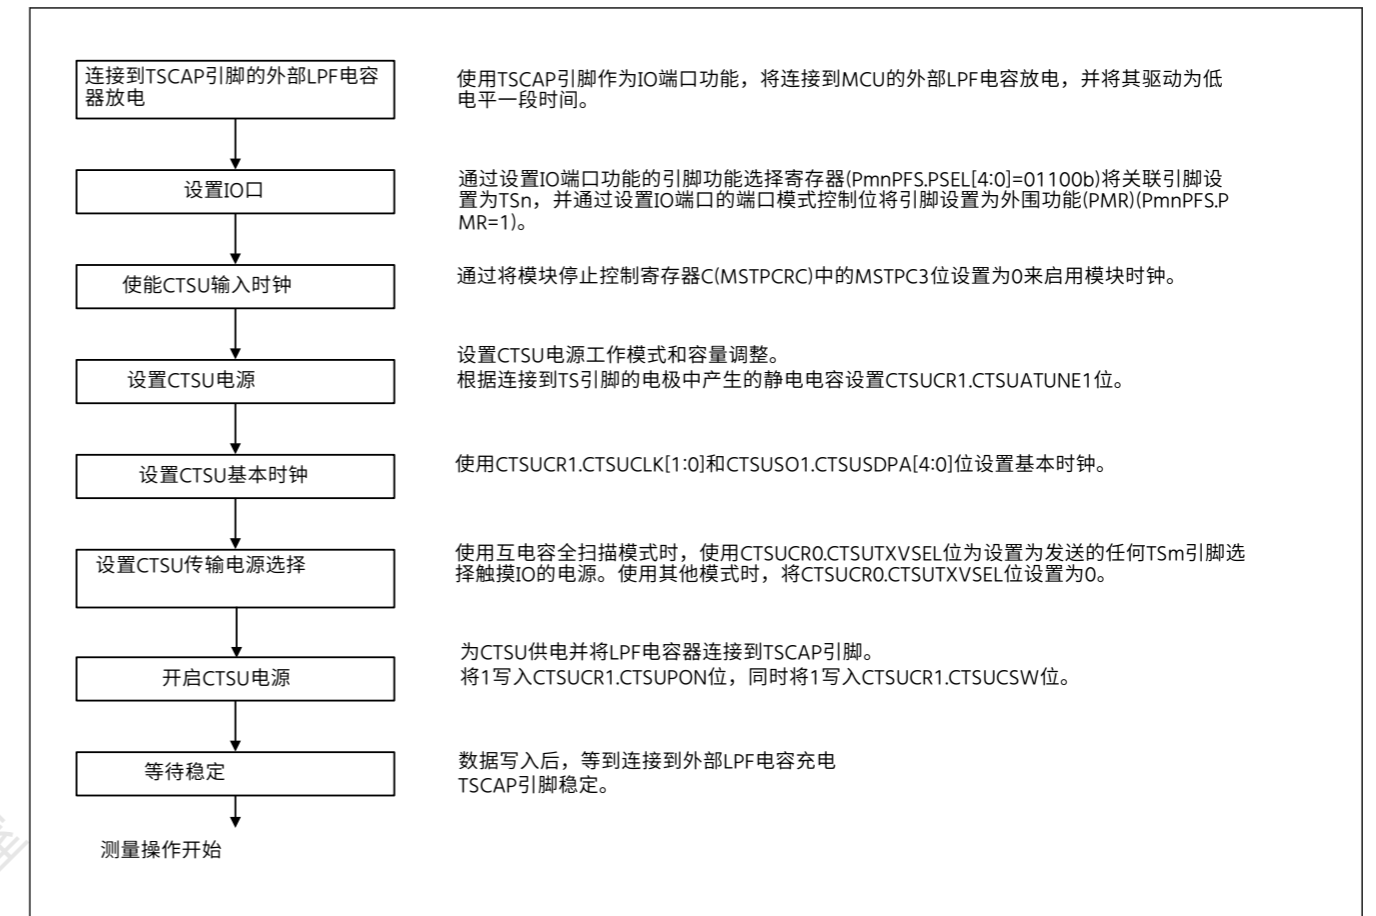 连接到TSCAP引脚的外部LPF电容
器放电
使用TSCAP引脚作为IO端口功能，将连接到MCU的外部LPF电容放电，并将其驱动为低
电平一段时间。
设置IO口
通过设置IO端口功能的引脚功能选择寄存器(PmnPFS.PSEL[4:0]=01100b)将关联引脚设
置为TSn，并通过设置IO端口的端口模式控制位将引脚设置为外围功能(PMR)(PmnPFS.P
MR=1)。
使能CTSU输入时钟
通过将模块停止控制寄存器C(MSTPCRC)中的MSTPC3位设置为0来启用模块时钟。
设置CTSU电源
设置CTSU电源工作模式和容量调整。
根据连接到TS引脚的电极中产生的静电电容设置CTSUCR1.CTSUATUNE1位。
设置CTSU基本时钟
使用CTSUCR1.CTSUCLK[1:0]和CTSUSO1.CTSUSDPA[4:0]位设置基本时钟。
设置CTSU传输电源选择
使用互电容全扫描模式时，使用CTSUCR0.CTSUTXVSEL位为设置为发送的任何TSm引脚选
择触摸IO的电源。使用其他模式时，将CTSUCR0.CTSUTXVSEL位设置为0。
开启CTSU电源
为CTSU供电并将LPF电容器连接到TSCAP引脚。
将1写入CTSUCR1.CTSUPON位，同时将1写入CTSUCR1.CTSUCSW位。
等待稳定
数据写入后，等到连接到外部LPF电容充电
TSCAP引脚稳定。
测量操作开始